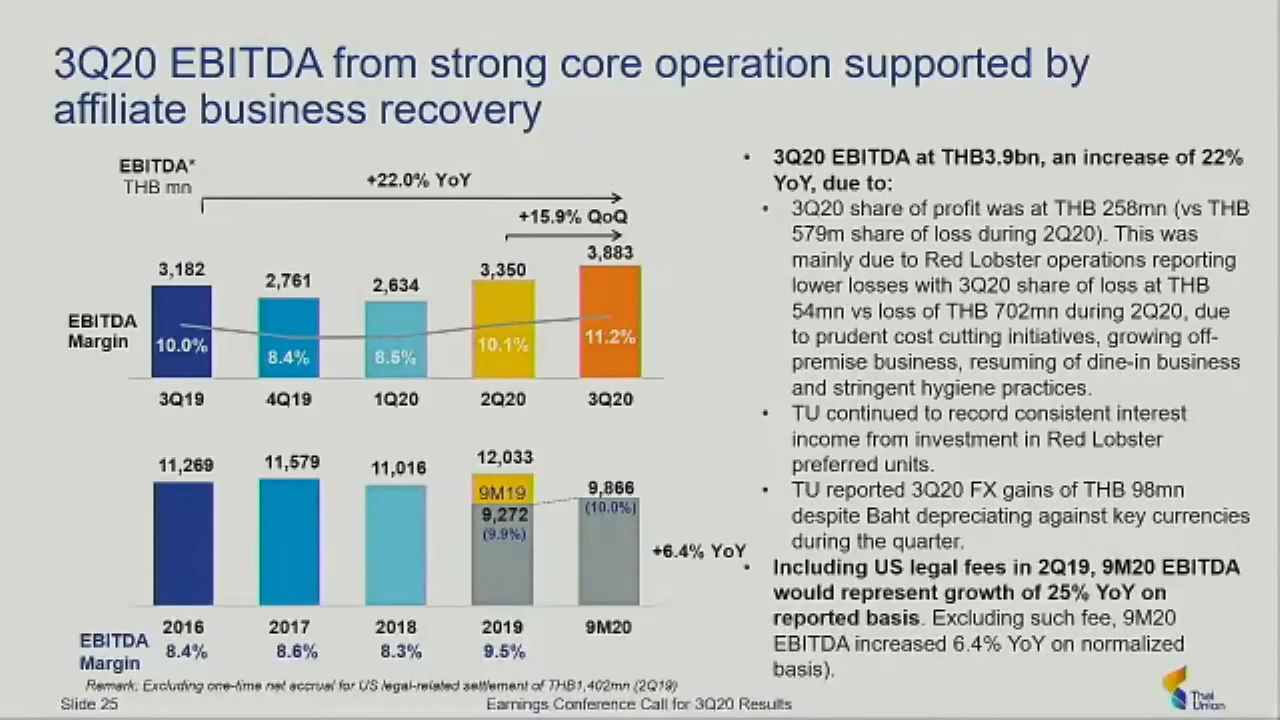 3Q20 EBITDA from strong core operation supported by
affiliate business recovery
EBITDA*
THB mn
+22.0% YoY
+15.9% QoQ
3,182
2,761
2,634
3,350
3,883
EBITDA
Margin
10.0%
8.4%
8.5%
10.1%
11.2%
3Q19
4Q19
1Q20
2Q20
3Q20
11,269
11,579
11,016
12,033
9M19
9,272
(9.9%)
9,866
(10.0%)
+6.4% YoY
2016
2017
2018
2019
9M20
EBITDA
Margin
8.4%
8.6%
8.3%
9.5%
Remark: Excluding one-time net accrual for US legal-related settlement of THB1,402mn (2Q19)
• 3Q20 EBITDA at THB3.9bn, an increase of 22%
YoY, due to:
• 3Q20 share of profit was at THB 258mn (vs THB
579m share of loss during 2Q20). This was
mainly due to Red Lobster operations reporting
lower losses with 3Q20 share of loss at THB
54mn vs loss of THB 702mn during 2Q20, due
to prudent cost cutting initiatives, growing off-
premise business, resuming of dine-in business
and stringent hygiene practices.
• TU continued to record consistent interest
income from investment in Red Lobster
preferred units.
• TU reported 3Q20 FX gains of THB 98mn
despite Baht depreciating against key currencies
during the quarter.
• Including US legal fees in 2Q19, 9M20 EBITDA
would represent growth of 25% YoY on
reported basis. Excluding such fee, 9M20
EBITDA increased 6.4% YoY on normalized
basis).
Slide 25
Earnings Conference Call for 3Q20 Results
Thai
Union